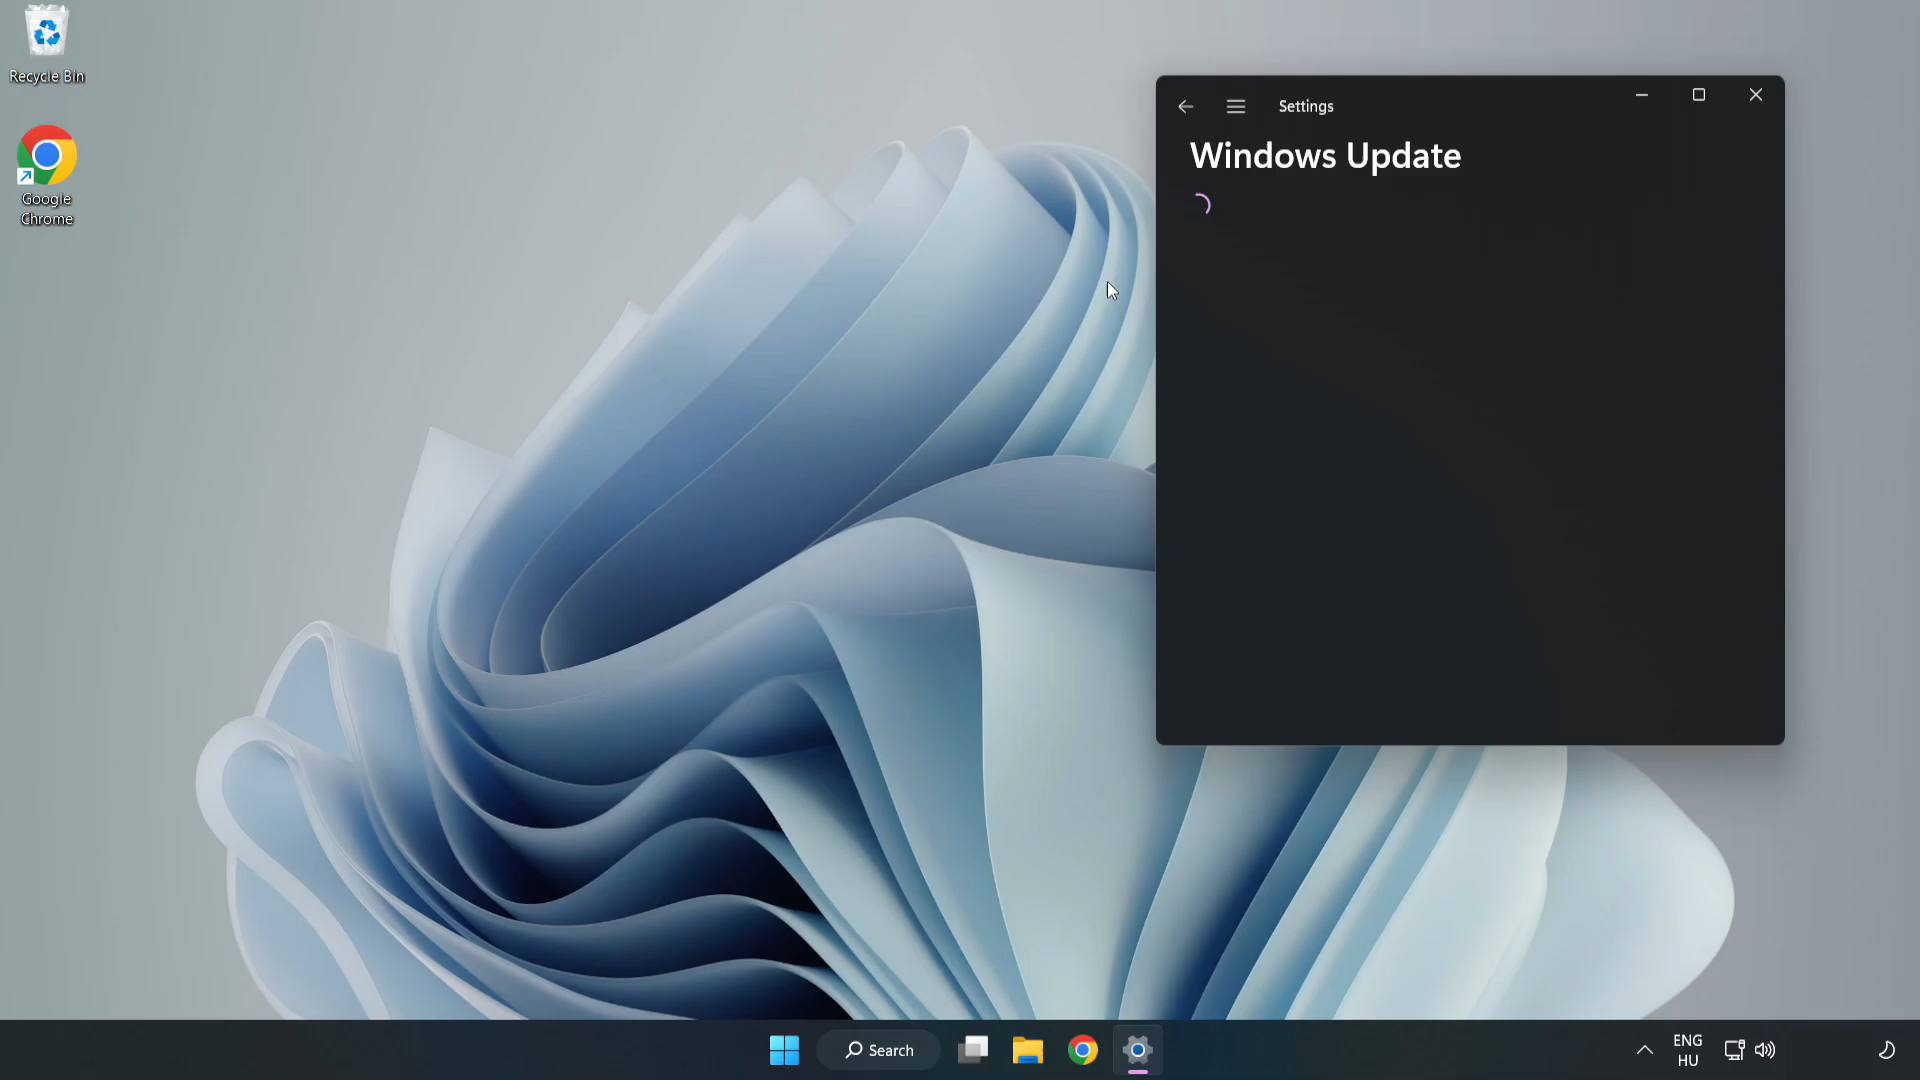 Recycle Bin
Google
Chrome
Settings
Windows Update
Search
ENG
HU